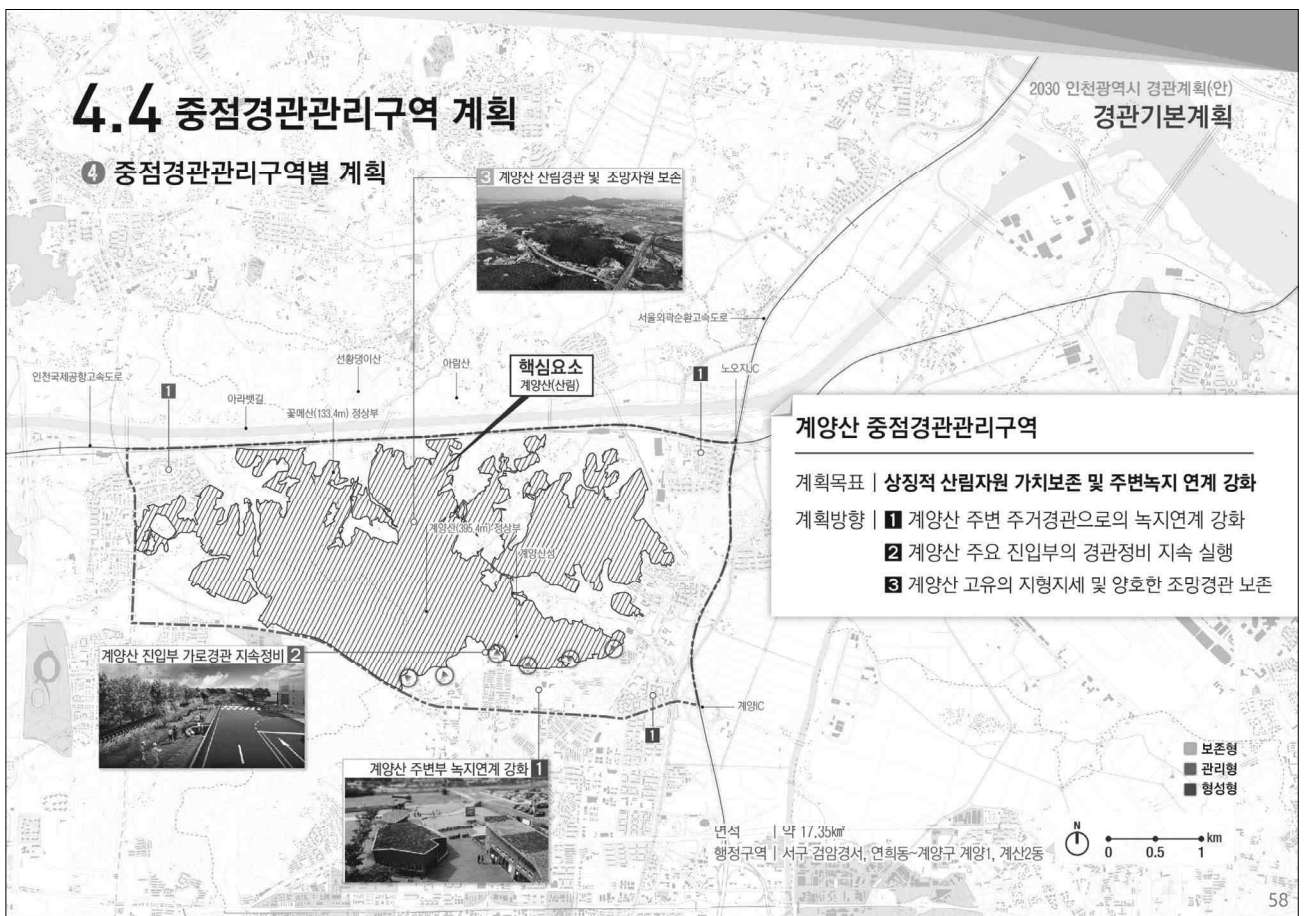 4.4 중점경관관리구역 계획
2030 인천광역시 경관계획(안)
경관기본계획
4 중점경관관리구역별 계획
3 계양산 산림경관 및 조망자원 보존
서울외곽순환고속도로
선황댕이산
아람산
핵심요소
계양산(산림)
노오지JC
인천국제공항고속도로
1
1
아라뱃길
꽃메산(133.4m) 정상부
계양산 중점경관관리구역
계획목표 | 상징적 산림자원 가치보존 및 주변녹지 연계 강화
계획방향 | 1 계양산 주변 주거경관으로의 녹지연계 강화
2 계양산 주요 진입부의 경관정비 지속 실행
3 계양산 고유의 지형지세 및 양호한 조망경관 보존
계양산(395.4m) 정상부
계양산성
계양산 진입부 가로경관 지속정비 2
계양IC
1
계양산 주변부 녹지연계 강화 1
보존형
관리형
형성형
면적 | 약 17.35㎢
행정구역 | 서구 검암경서, 연희동~계양구 계양1, 계산2동
N
km
0 0.5 1
58